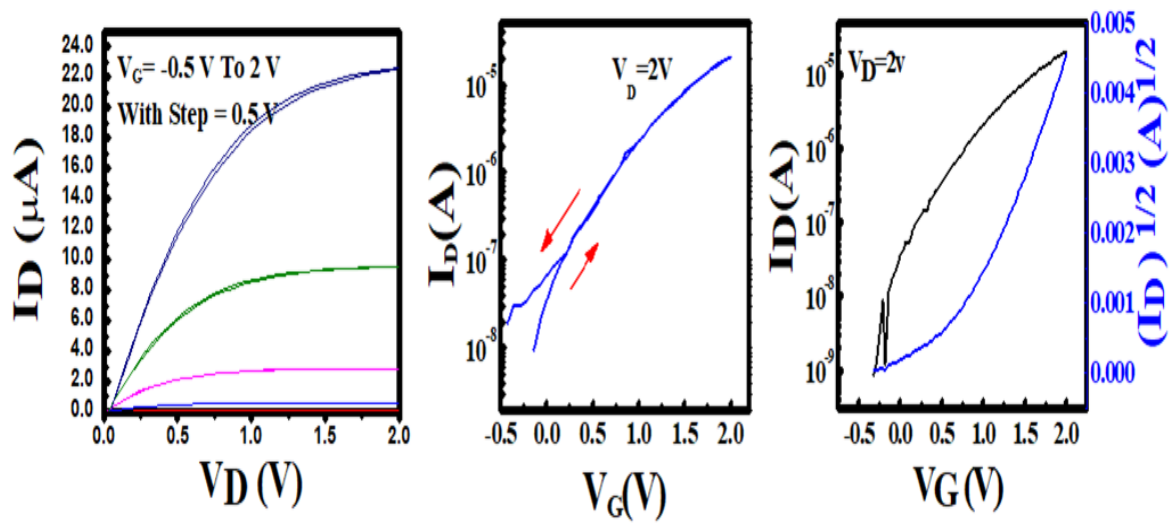 24.0
22.0
20.0
18.0
16.0
14.0
12.0
10.0
8.0
6.0
4.0
2.0
0.0
I_D (μA)
V_G= -0.5 V To 2 V
With Step = 0.5 V
0.0 0.5 1.0 1.5 2.0
V_D (V)
10^-5
10^-6
10^-7
10^-8
I_D(A)
V_D=2V
-0.5 0.0 0.5 1.0 1.5 2.0
V_G(V)
10^-5
10^-6
10^-7
10^-8
10^-9
ID(A)
V_D=2v
-0.5 0.0 0.5 1.0 1.5 2.0
VG(V)
0.005
0.004
0.003
0.002
0.001
0.000
(I_D)^1/2 (A)^1/2